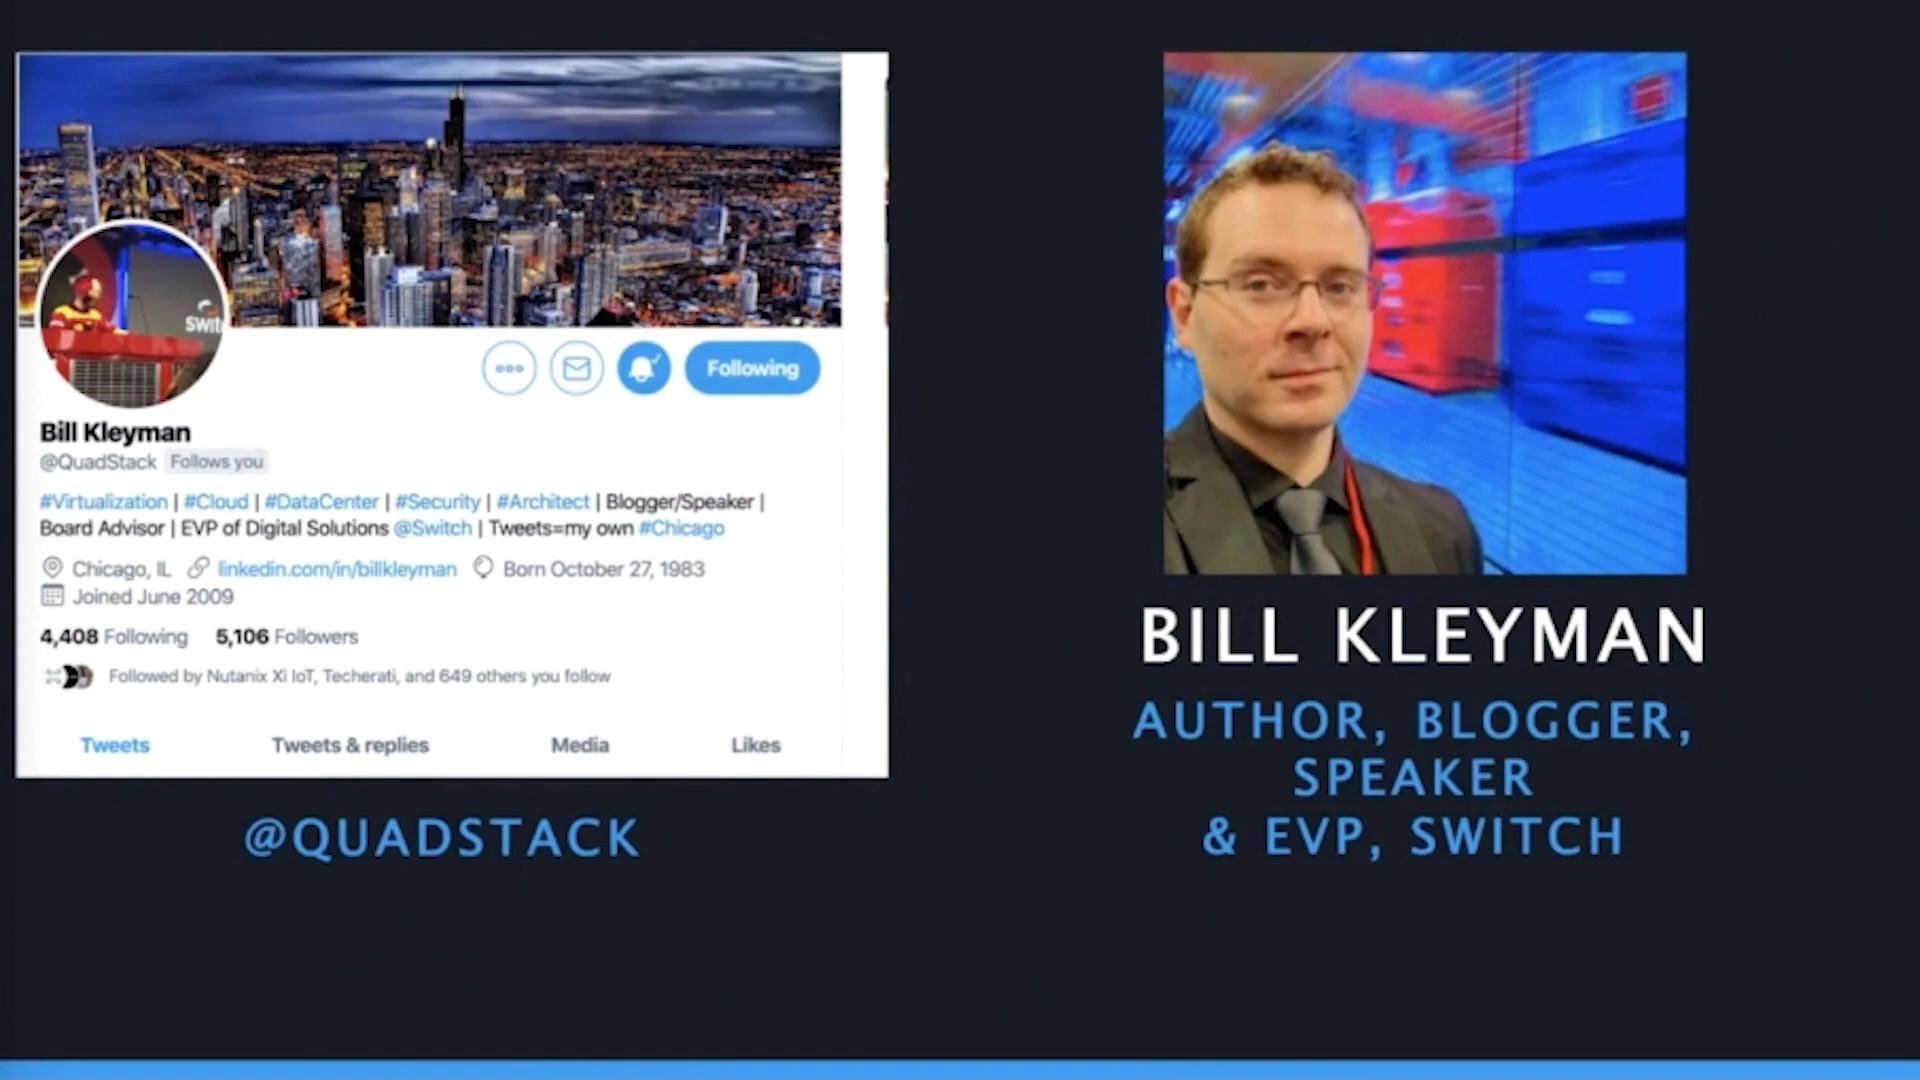 SWIT
Following
Bill Kleyman
@QuadStack Follows you
#Virtualization | #Cloud | #DataCenter | #Security | #Architect | Blogger/Speaker |
Board Advisor | EVP of Digital Solutions @Switch | Tweets=my own #Chicago
Chicago, IL linkedin.com/in/billkleyman Born October 27, 1983
Joined June 2009
4,408 Following 5,106 Followers
Followed by Nutanix Xi IoT, Techerati, and 649 others you follow
Tweets Tweets & replies Media Likes
@QUADSTACK
BILL KLEYMAN
AUTHOR, BLOGGER,
SPEAKER
& EVP, SWITCH